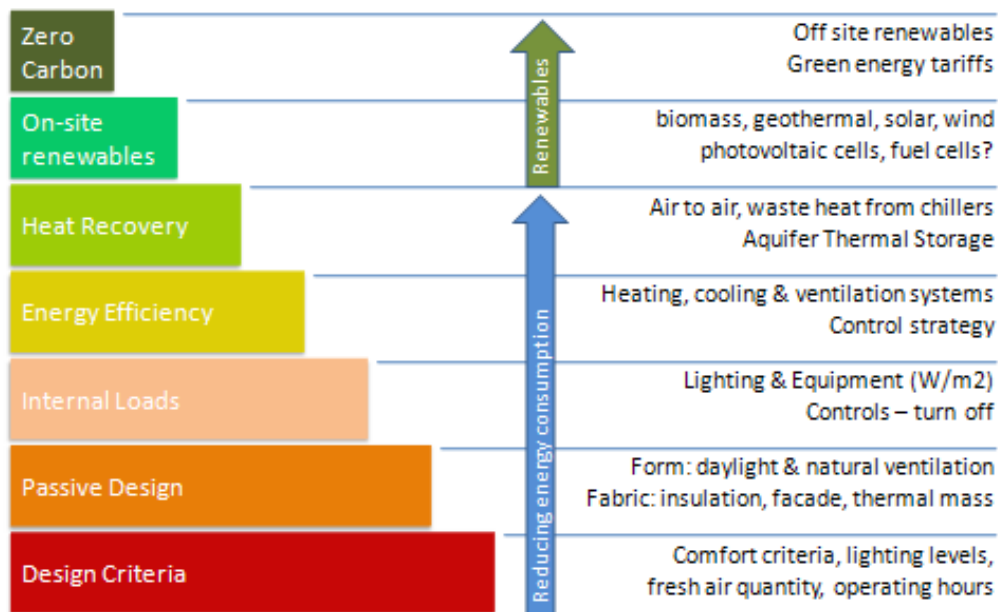 Zero
Carbon
Off site renewables
Green energy tariffs
On-site
renewables
biomass, geothermal, solar, wind
photovoltaic cells, fuel cells?
Renewables
Heat Recovery
Air to air, waste heat from chillers
Aquifer Thermal Storage
Energy Efficiency
Heating, cooling & ventilation systems
Control strategy
Internal Loads
Lighting & Equipment (W/m2)
Controls – turn off
Passive Design
Form: daylight & natural ventilation
Fabric: insulation, facade, thermal mass
Design Criteria
Comfort criteria, lighting levels,
fresh air quantity, operating hours
Reducing energy consumption